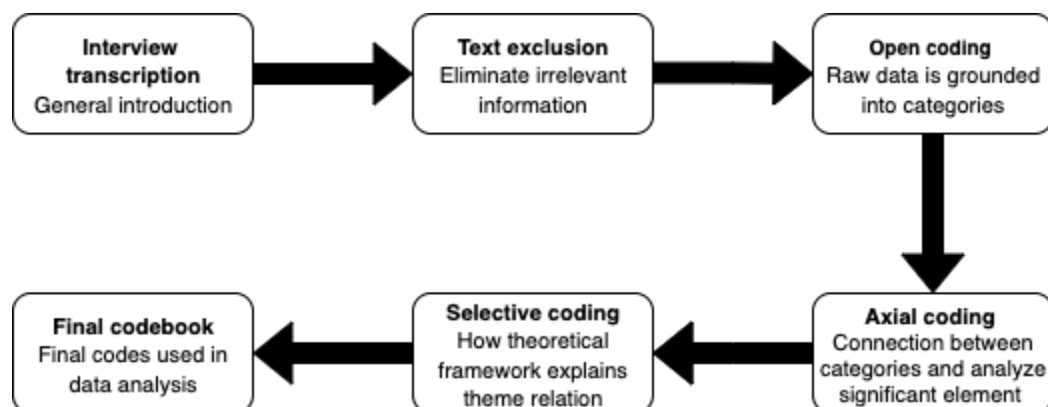 Interview
transcription
General introduction
Text exclusion
Eliminate irrelevant
information
Open coding
Raw data is grounded
into categories
Axial coding
Connection between
categories and analyze
significant element
Selective coding
How theoretical
framework explains
theme relation
Final codebook
Final codes used in
data analysis